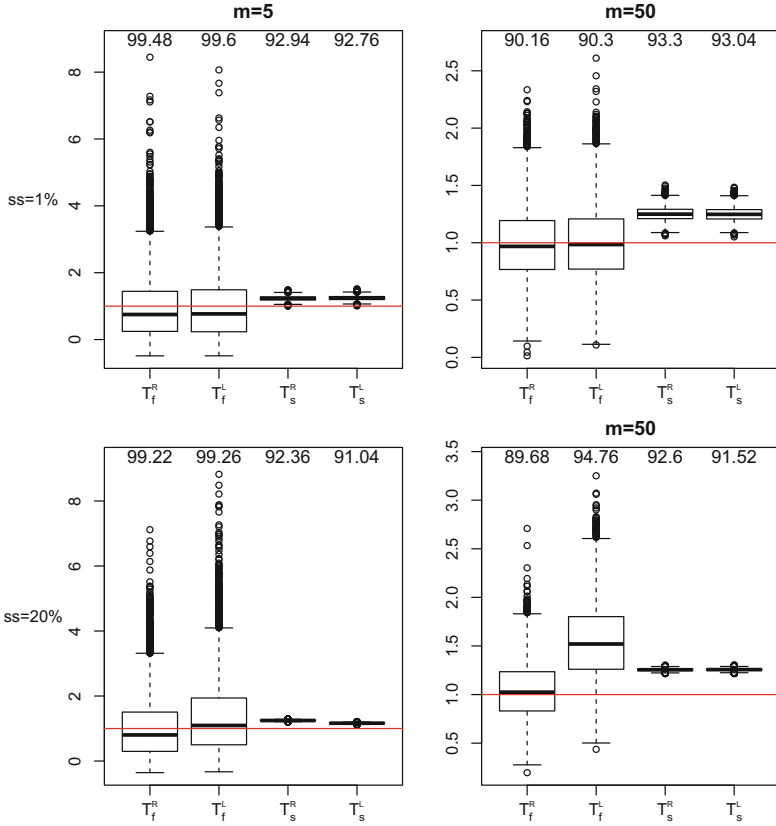 m=5
m=50
99.48 99.6 92.94 92.76
90.16 90.3 93.3 93.04
ss=1%
8
6
4
2
0
2.5
2.0
1.5
1.0
0.5
0.0
T_f^R T_f^L T_s^R T_s^L
T_f^R T_f^L T_s^R T_s^L
m=50
99.22 99.26 92.36 91.04
89.68 94.76 92.6 91.52
ss=20%
8
6
4
2
0
3.5
3.0
2.5
2.0
1.5
1.0
0.5
T_f^R T_f^L T_s^R T_s^L
T_f^R T_f^L T_s^R T_s^L